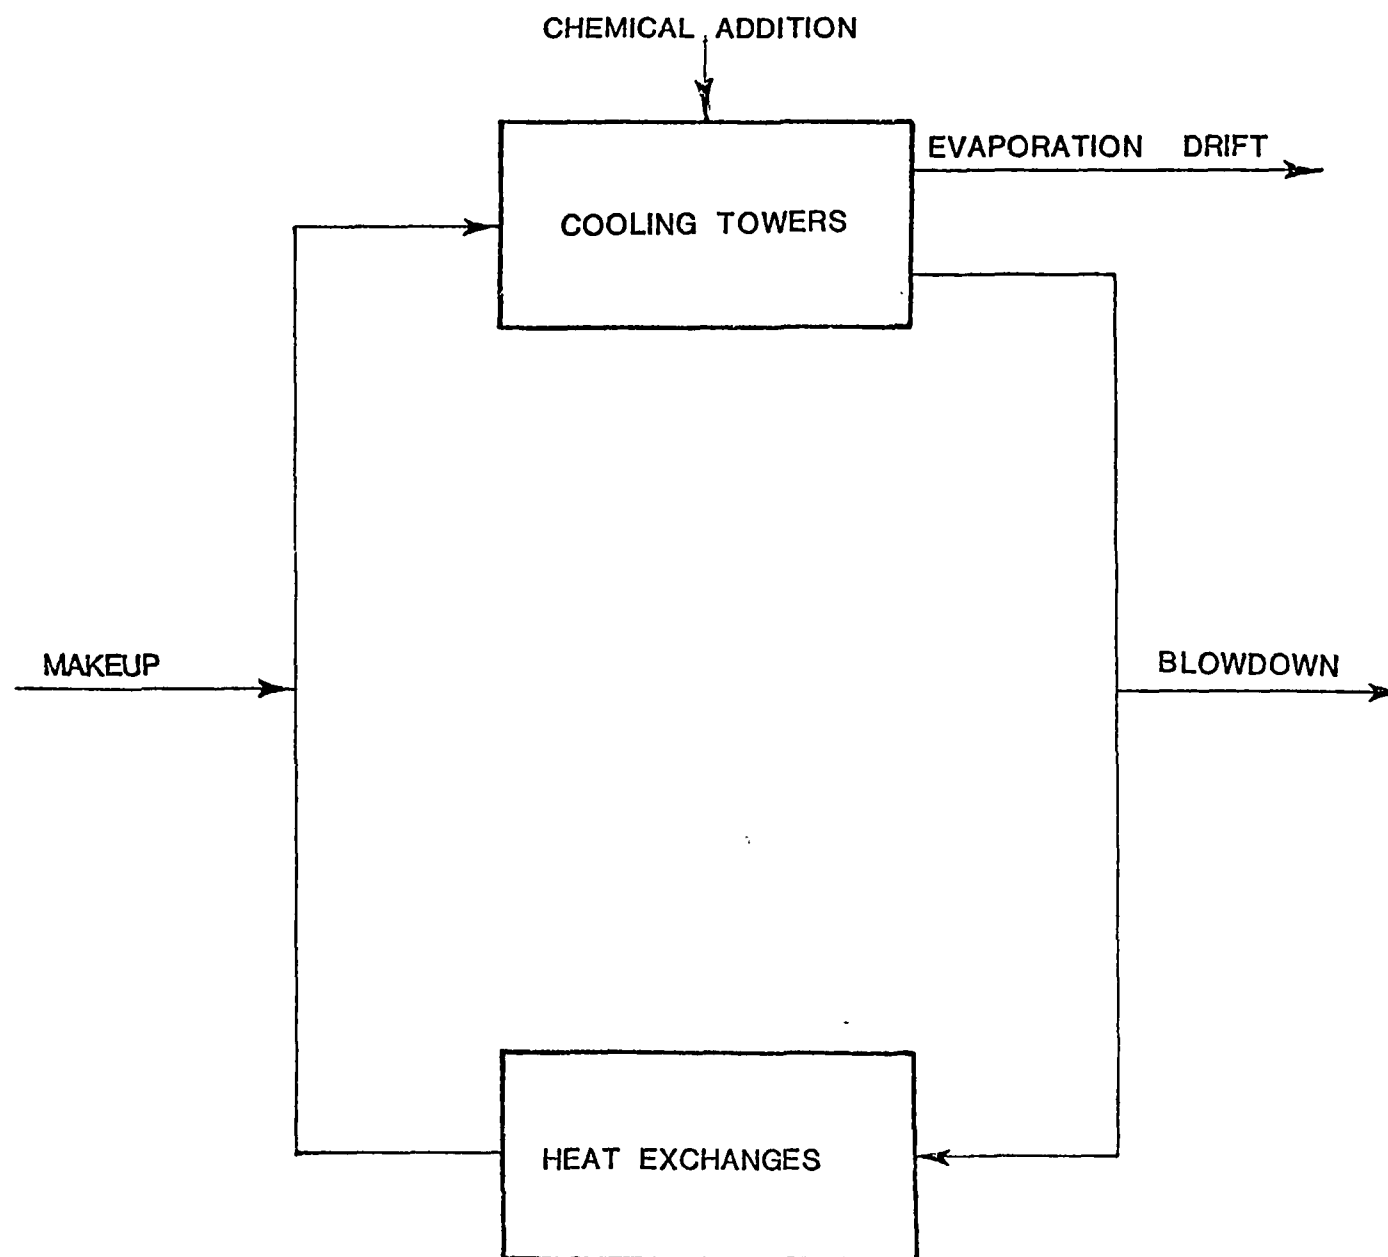 CHEMICAL ADDITION
EVAPORATION DRIFT
COOLING TOWERS
MAKEUP
BLOWDOWN
HEAT EXCHANGES